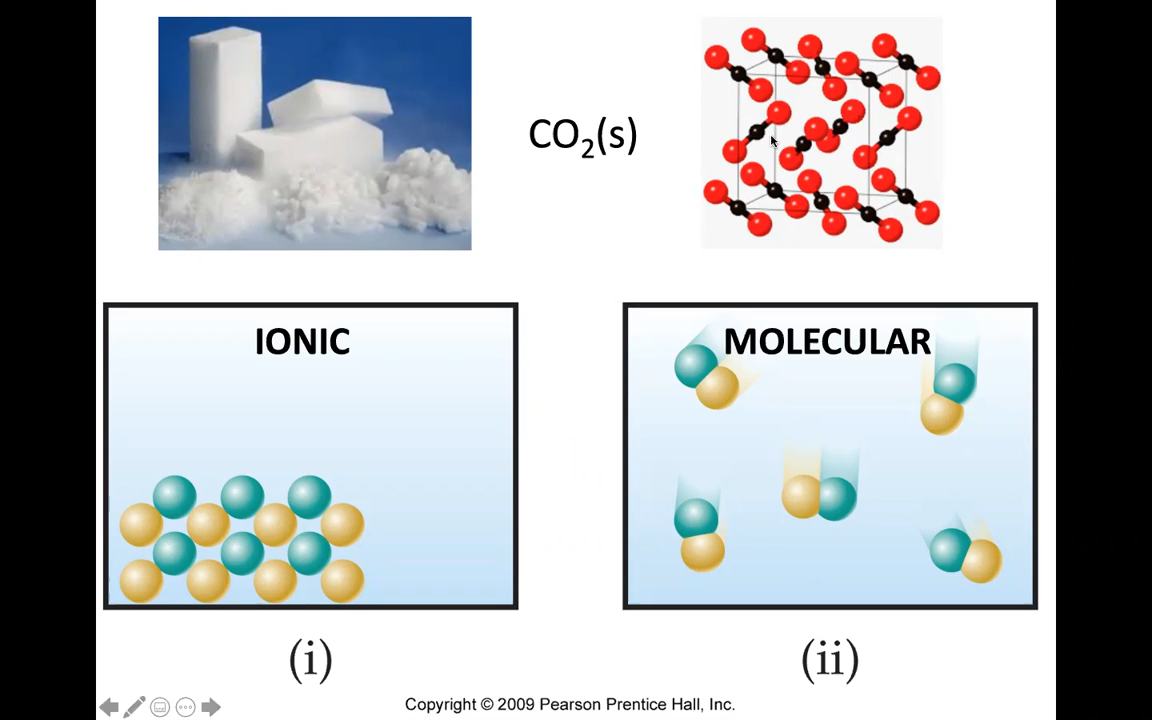 CO₂(s)
IONIC
MOLECULAR
(i)
(ii)
Copyright © 2009 Pearson Prentice Hall, Inc.